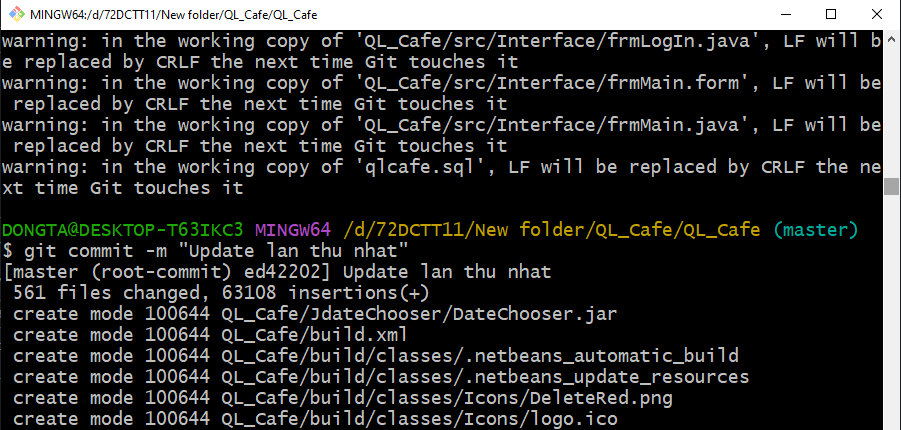 MINGW64:/d/72DCTT11/New folder/QL_Cafe/QL_Cafe
warning: in the working copy of 'QL_Cafe/src/Interface/frmLogIn.java', LF will b
e replaced by CRLF the next time Git touches it
warning: in the working copy of 'QL_Cafe/src/Interface/frmMain.form', LF will be
 replaced by CRLF the next time Git touches it
warning: in the working copy of 'QL_Cafe/src/Interface/frmMain.java', LF will be
 replaced by CRLF the next time Git touches it
warning: in the working copy of 'qlcafe.sql', LF will be replaced by CRLF the ne
xt time Git touches it
DONGTA@DESKTOP-T63IKC3 MINGW64 /d/72DCTT11/New folder/QL_Cafe/QL_Cafe (master)
$ git commit -m "Update lan thu nhat"
[master (root-commit) ed42202] Update lan thu nhat
 561 files changed, 63108 insertions(+)
 create mode 100644 QL_Cafe/JdateChooser/DateChooser.jar
 create mode 100644 QL_Cafe/build.xml
 create mode 100644 QL_Cafe/build/classes/.netbeans_automatic_build
 create mode 100644 QL_Cafe/build/classes/.netbeans_update_resources
 create mode 100644 QL_Cafe/build/classes/Icons/DeleteRed.png
 create mode 100644 QL_Cafe/build/classes/Icons/logo.ico